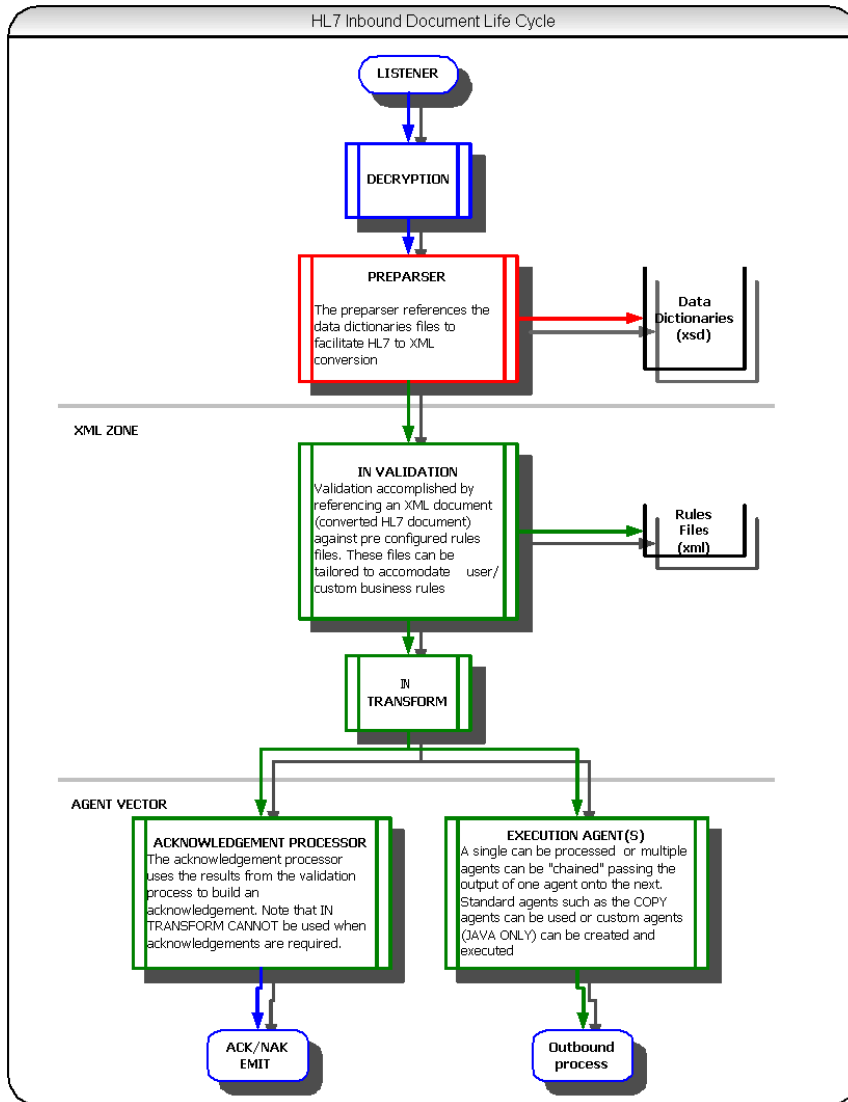 HL7 Inbound Document Life Cycle
LISTENER
DECRYPTION
PREPARSER
The preparser references the
data dictionaries files to
facilitate HL7 to XML
conversion
Data
Dictionaries
(xsd)
XML ZONE
IN VALIDATION
Validation accomplished by
referencing an XML document
(converted HL7 document)
against pre configured rules
files. These files can be
tailored to accomodate user/
custom business rules
Rules
Files
(xml)
IN
TRANSFORM
AGENT VECTOR
ACKNOWLEDGEMENT PROCESSOR
The acknowledgement processor
uses the results from the validation
process to build an
acknowledgement. Note that IN
TRANSFORM CANNOT be used when
acknowledgements are required.
EXECUTION AGENT(S)
A single can be processed or multiple
agents can be "chained" passing the
output of one agent onto the next.
Standard agents such as the COPY
agents can be used or custom agents
(JAVA ONLY) can be created and
executed
ACK/NAK
EMIT
Outbound
process